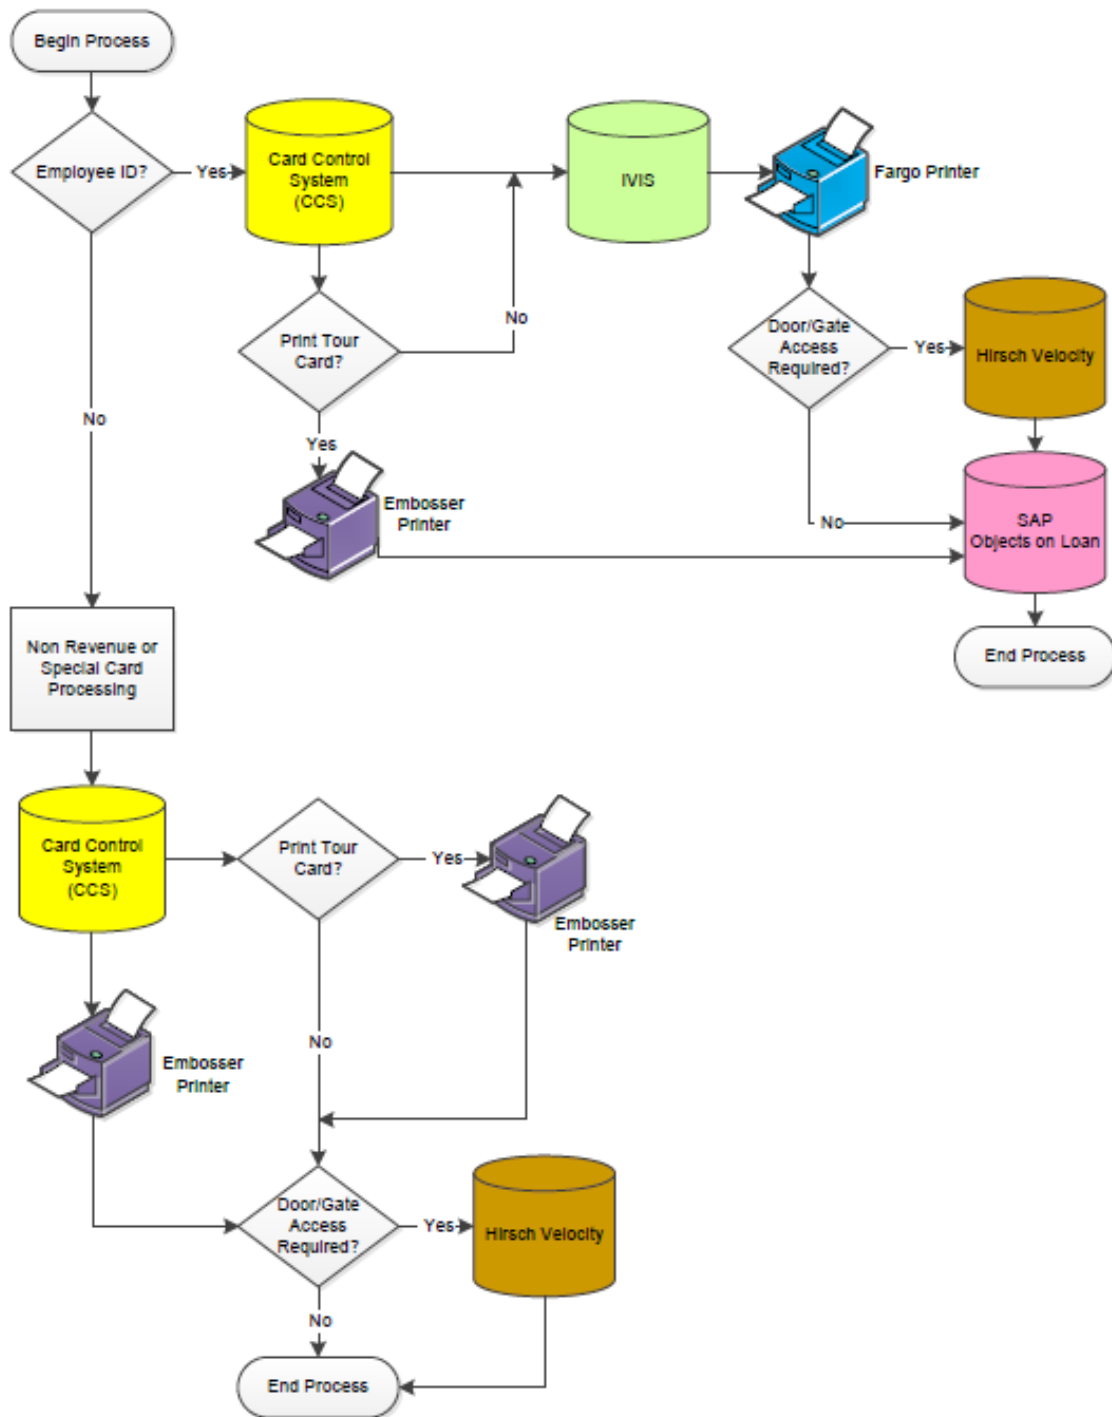 Begin Process
Employee ID?
Yes
Card Control
System
(CCS)
IVIS
Fargo Printer
Print Tour
Card?
No
Door/Gate
Access
Required?
Yes
Hirsch Velocity
No
Yes
Embosser
Printer
No
SAP
Objects on Loan
End Process
Non Revenue or
Special Card
Processing
Card Control
System
(CCS)
Print Tour
Card?
Yes
Embosser
Printer
No
Embosser
Printer
Door/Gate
Access
Required?
Yes
Hirsch Velocity
No
End Process